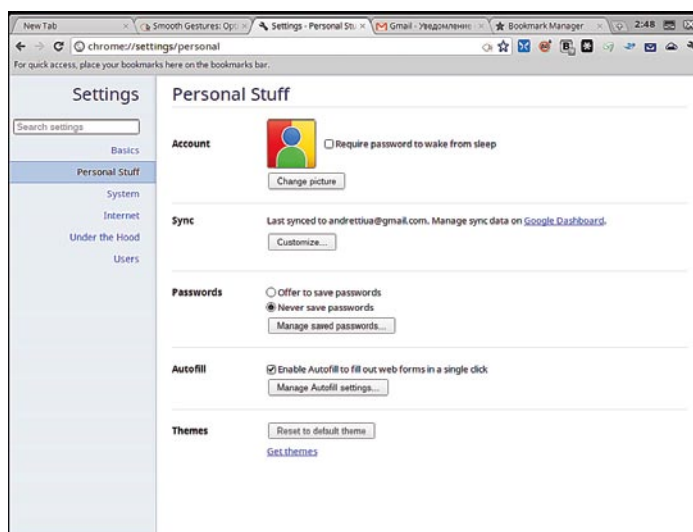 New Tab
Smooth Gestures: Opt
Settings - Personal Stu
Gmail - Уведомление
Bookmark Manager
2:48
chrome://settings/personal
For quick access, place your bookmarks here on the bookmarks bar.
Settings
Search settings
Basics
Personal Stuff
System
Internet
Under the Hood
Users
Personal Stuff
Account
Require password to wake from sleep
Change picture
Sync
Last synced to andrettiua@gmail.com. Manage sync data on Google Dashboard.
Customize...
Passwords
Offer to save passwords
Never save passwords
Manage saved passwords...
Autofill
Enable Autofill to fill out web forms in a single click
Manage Autofill settings...
Themes
Reset to default theme
Get themes